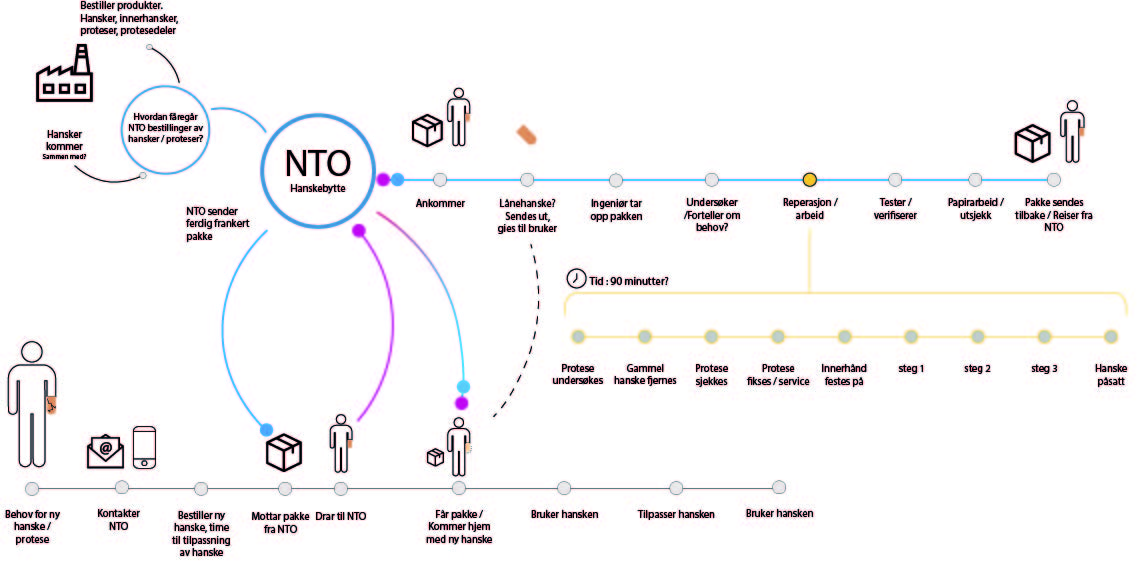 Bestiller produkter.
Hansker, innerhansker,
proteser, protesedeler
Hvordan fåregår
NTO bestillinger av
hansker / proteser?
Hansker
kommer
Sammen med?
NTO
Hanskebytte
NTO sender
ferdig frankert
pakke
Ankommer
Lånehanske?
Sendes ut,
gies til bruker
Ingeniør tar
opp pakken
Undersøker
/Forteller om
behov?
Reperasjon /
arbeid
Tester /
verifiserer
Papirarbeid /
utsjekk
Pakke sendes
tilbake / Reiser fra
NTO
Tid : 90 minutter?
Protese
undersøkes
Gammel
hanske fjernes
Protese
sjekkes
Protese
fikses / service
Innerhånd
festes på
steg 1
steg 2
steg 3
Hanske
påsatt
@
Behov for ny
hanske /
protese
Kontakter
NTO
Bestiller ny
hanske, time
til tilpassning
av hanske
Mottar pakke
fra NTO
Drar til NTO
Får pakke /
Kommer hjem
med ny hanske
Bruker hansken
Tilpasser hansken
Bruker hansken